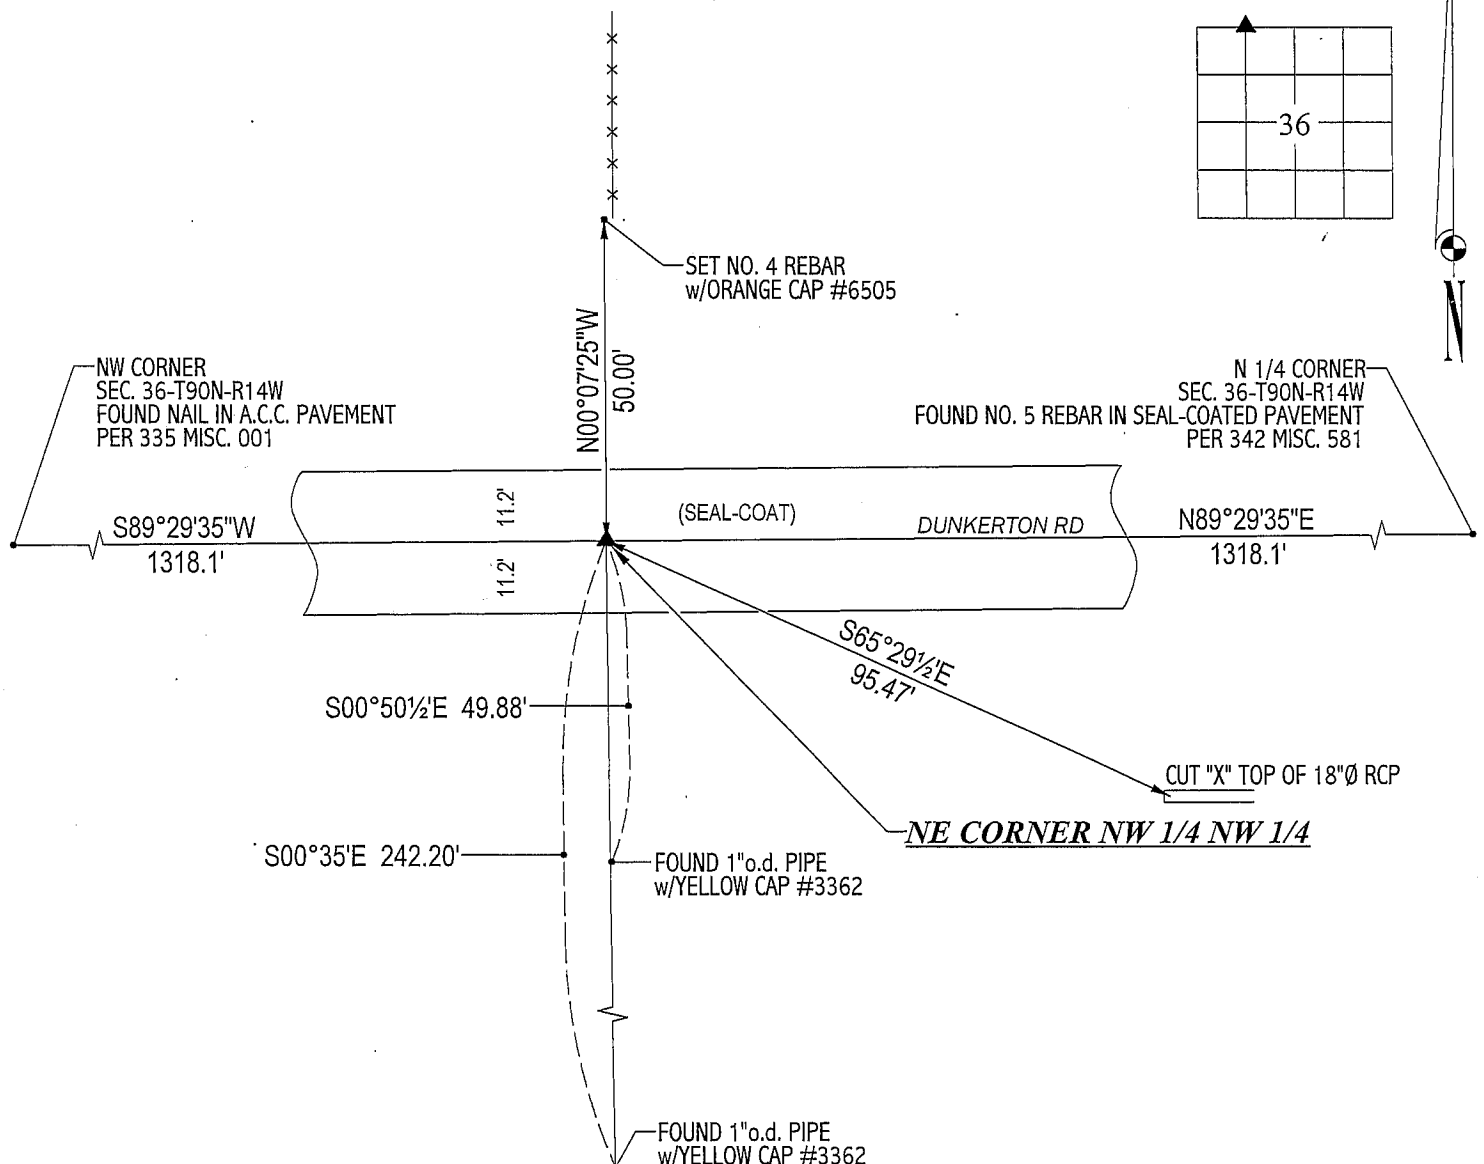 36
N
SET NO. 4 REBAR
w/ORANGE CAP #6505
N00°07'25"W
50.00'
NW CORNER
SEC. 36-T90N-R14W
FOUND NAIL IN A.C.C. PAVEMENT
PER 335 MISC. 001
N 1/4 CORNER
SEC. 36-T90N-R14W
FOUND NO. 5 REBAR IN SEAL-COATED PAVEMENT
PER 342 MISC. 581
S89°29'35"W
1318.1'
11.2'
11.2'
(SEAL-COAT)
DUNKERTON RD
N89°29'35"E
1318.1'
S65°29½'E
95.47'
S00°50½'E 49.88'
CUT "X" TOP OF 18"Ø RCP
NE CORNER NW 1/4 NW 1/4
S00°35'E 242.20'
FOUND 1"o.d. PIPE
w/YELLOW CAP #3362
FOUND 1"o.d. PIPE
w/YELLOW CAP #3362